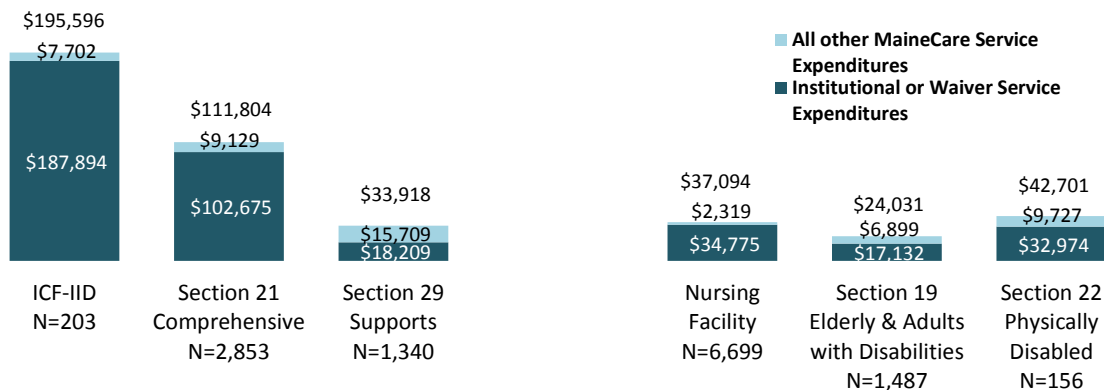 $195,596
$7,702
$187,894
$111,804
$9,129
$102,675
$33,918
$15,709
$18,209
All other MaineCare Service
Expenditures
Institutional or Waiver Service
Expenditures
$37,094
$2,319
$34,775
$24,031
$6,899
$17,132
$42,701
$9,727
$32,974
ICF-IID
N=203
Section 21
Comprehensive
N=2,853
Section 29
Supports
N=1,340
Nursing
Facility
N=6,699
Section 19
Elderly & Adults
with Disabilities
N=1,487
Section 22
Physically
Disabled
N=156